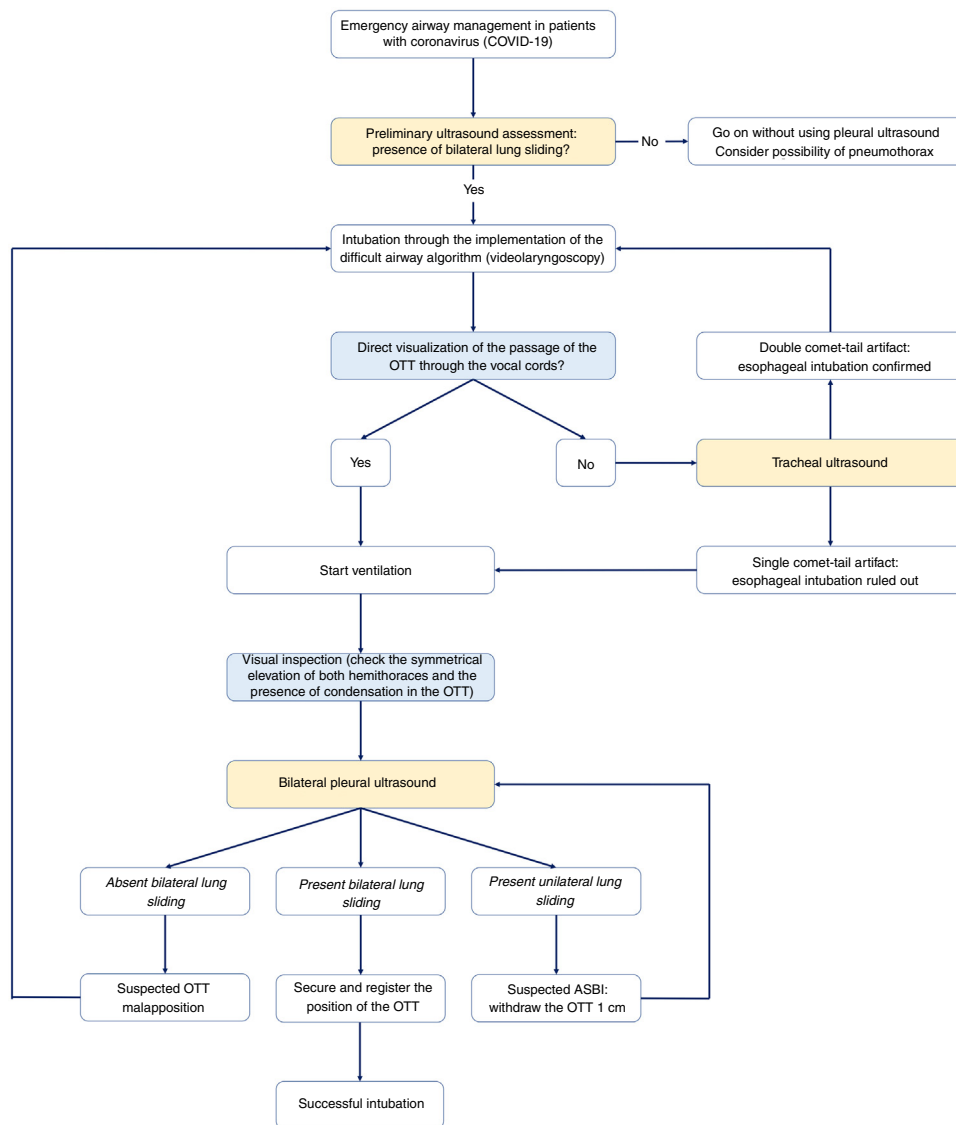 Emergency airway management in patients
with coronavirus (COVID-19)
Preliminary ultrasound assessment:
presence of bilateral lung sliding?
No
Go on without using pleural ultrasound
Consider possibility of pneumothorax
Yes
Intubation through the implementation of the
difficult airway algorithm (videolaryngoscopy)
Direct visualization of the passage of the
OTT through the vocal cords?
Double comet-tail artifact:
esophageal intubation confirmed
Yes
No
Tracheal ultrasound
Start ventilation
Single comet-tail artifact:
esophageal intubation ruled out
Visual inspection (check the symmetrical
elevation of both hemithoraces and the
presence of condensation in the OTT)
Bilateral pleural ultrasound
Absent bilateral lung
sliding
Present bilateral lung
sliding
Present unilateral lung
sliding
Suspected OTT
malapposition
Secure and register the
position of the OTT
Suspected ASBI:
withdraw the OTT 1 cm
Successful intubation